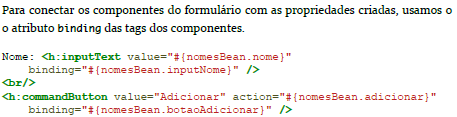 Para conectar os componentes do formulário com as propriedades criadas, usamos o
o atributo binding das tags dos componentes.
Nome: <h:inputText value="#{nomesBean.nome}"
binding="#{nomesBean.inputNome}" />
<br/>
<h:commandButton value="Adicionar" action="#{nomesBean.adicionar}"
binding="#{nomesBean.botaoAdicionar}" />